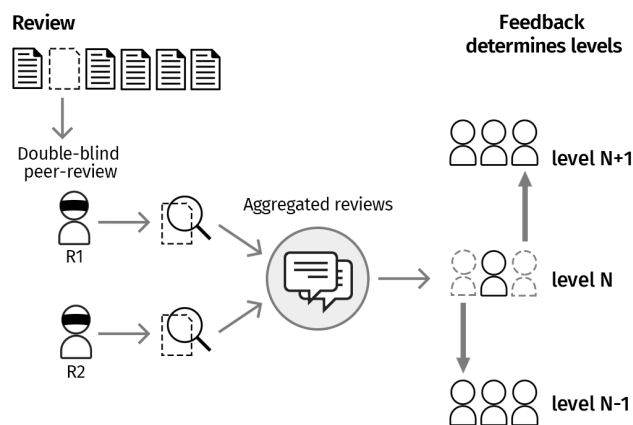 Review
Feedback
determines levels
Double-blind
peer-review
R1
Aggregated reviews
level N+1
level N
R2
level N-1